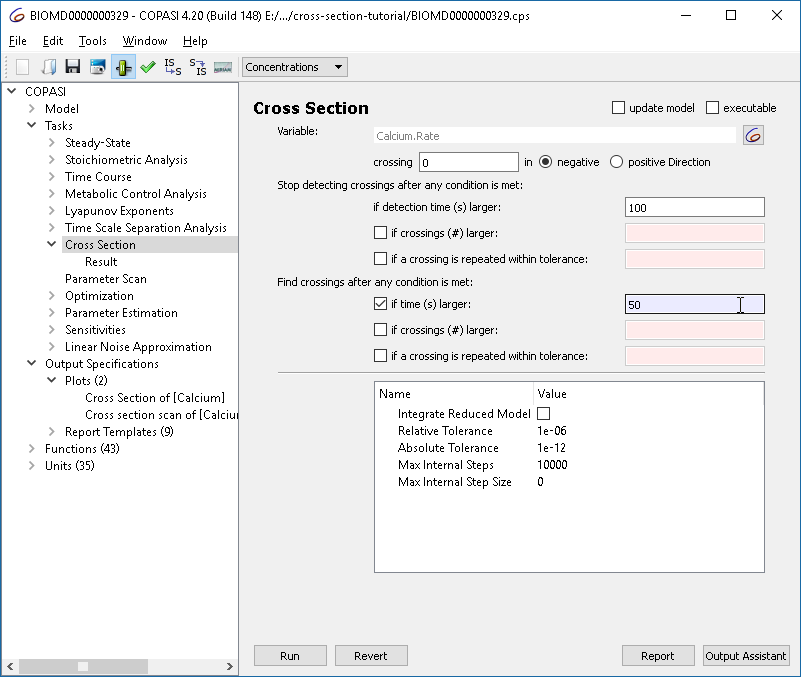 BIOMD0000000329 - COPASI 4.20 (Build 148) E:/.../cross-section-tutorial/BIOMD0000000329.cps
File Edit Tools Window Help
Concentrations
COPASI
Model
Tasks
Steady-State
Stoichiometric Analysis
Time Course
Metabolic Control Analysis
Lyapunov Exponents
Time Scale Separation Analysis
Cross Section
Result
Parameter Scan
Optimization
Parameter Estimation
Sensitivities
Linear Noise Approximation
Output Specifications
Plots (2)
Cross Section of [Calcium]
Cross section scan of [Calciu
Report Templates (9)
Functions (43)
Units (35)
Cross Section
update model
executable
Variable:
Calcium.Rate
crossing 0 in negative positive Direction
Stop detecting crossings after any condition is met:
if detection time (s) larger: 100
if crossings (#) larger:
if a crossing is repeated within tolerance:
Find crossings after any condition is met:
if time (s) larger: 50
if crossings (#) larger:
if a crossing is repeated within tolerance:
Name Value
Integrate Reduced Model
Relative Tolerance 1e-06
Absolute Tolerance 1e-12
Max Internal Steps 10000
Max Internal Step Size 0
Run Revert Report Output Assistant